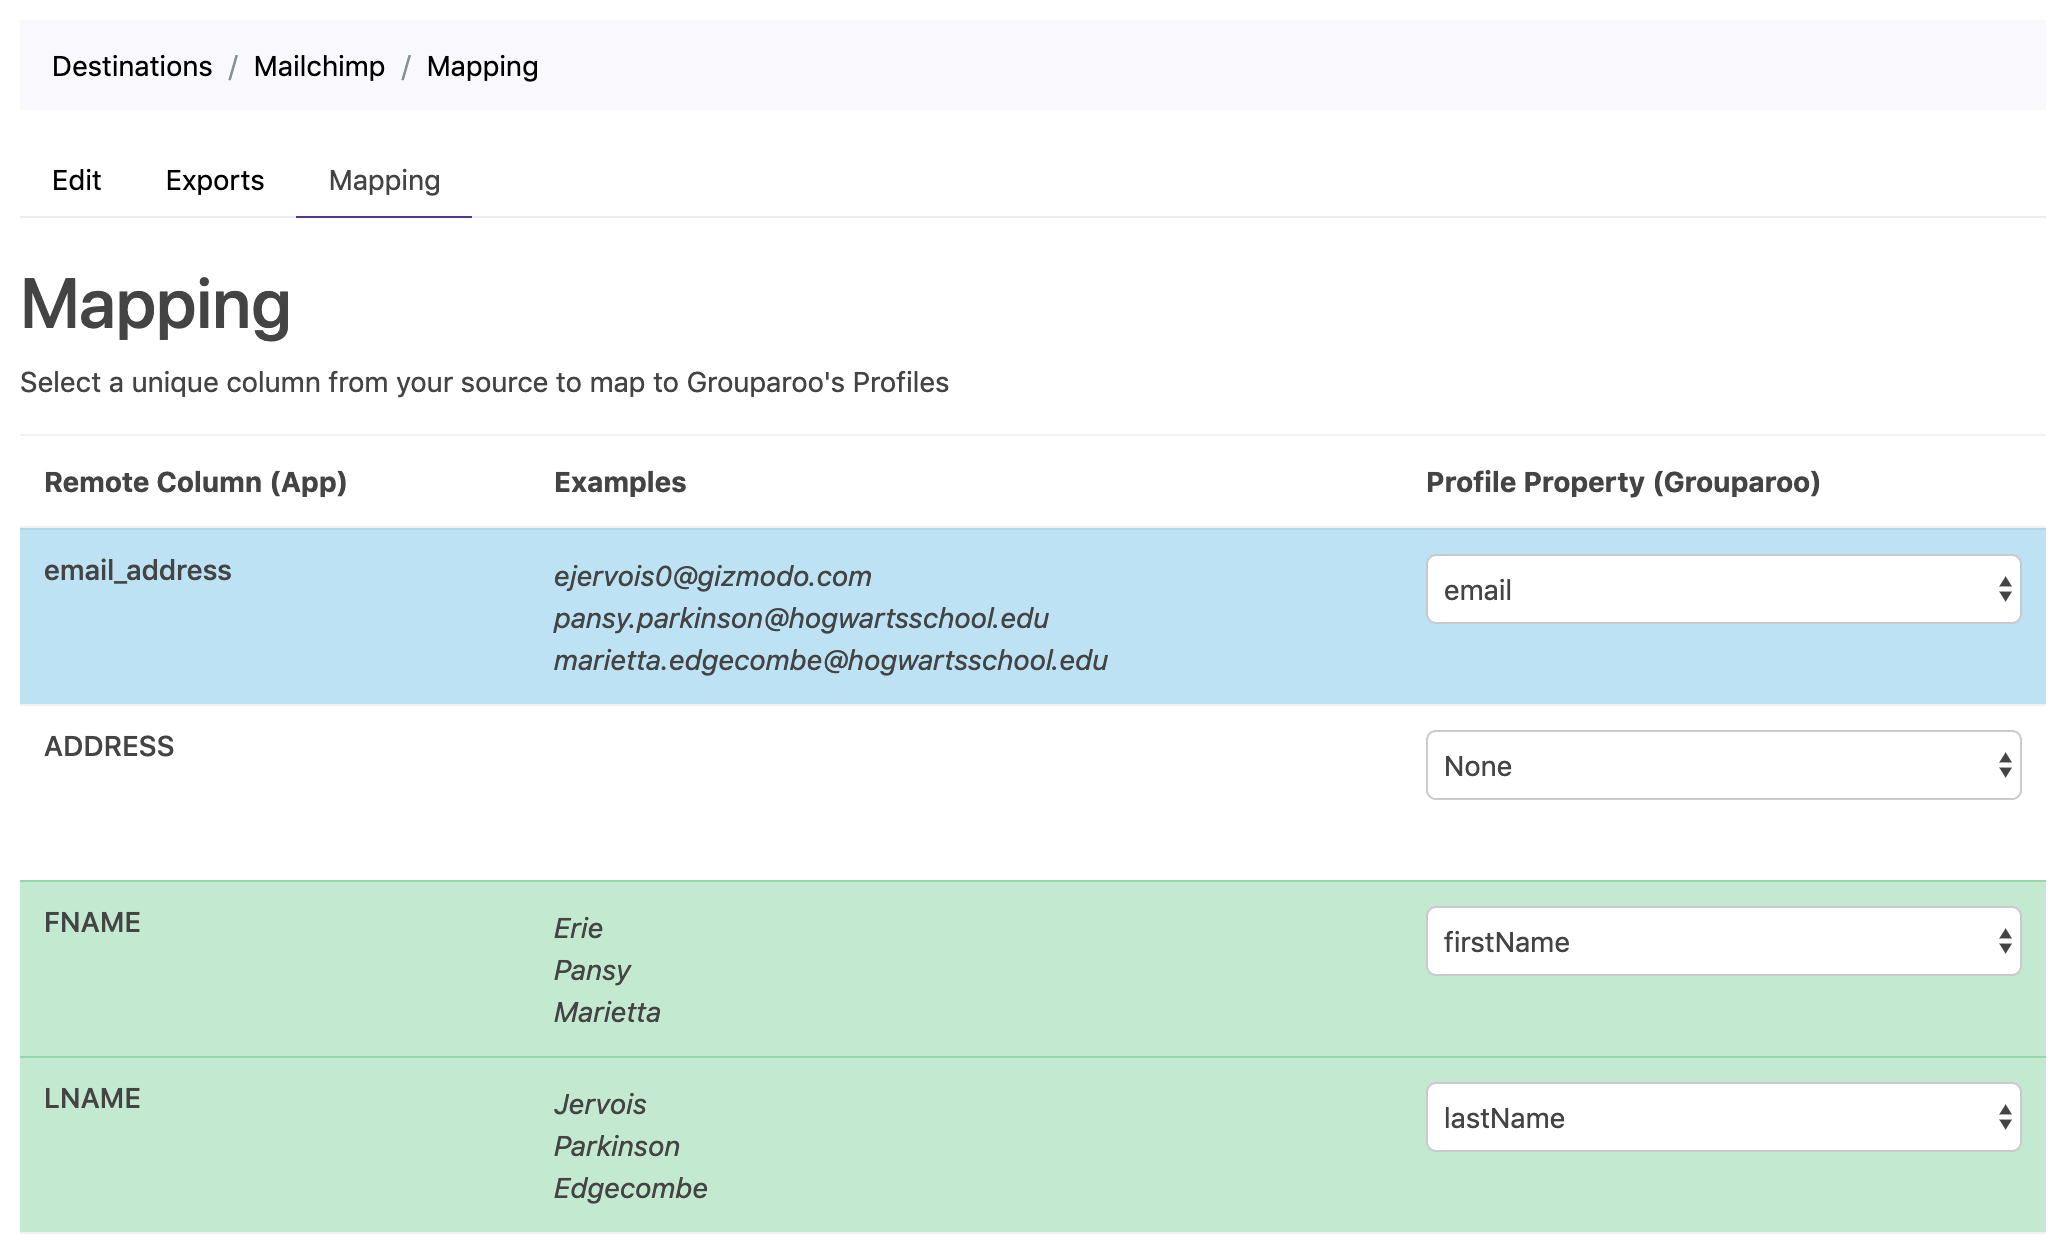 Destinations / Mailchimp / Mapping
Edit Exports Mapping
Mapping
Select a unique column from your source to map to Grouparoo's Profiles
Remote Column (App) Examples Profile Property (Grouparoo)
email_address ejervois0@gizmodo.com email
pansy.parkinson@hogwartsschool.edu
marietta.edgecombe@hogwartsschool.edu
ADDRESS None
FNAME Erie firstName
Pansy
Marietta
LNAME Jervois lastName
Parkinson
Edgecombe